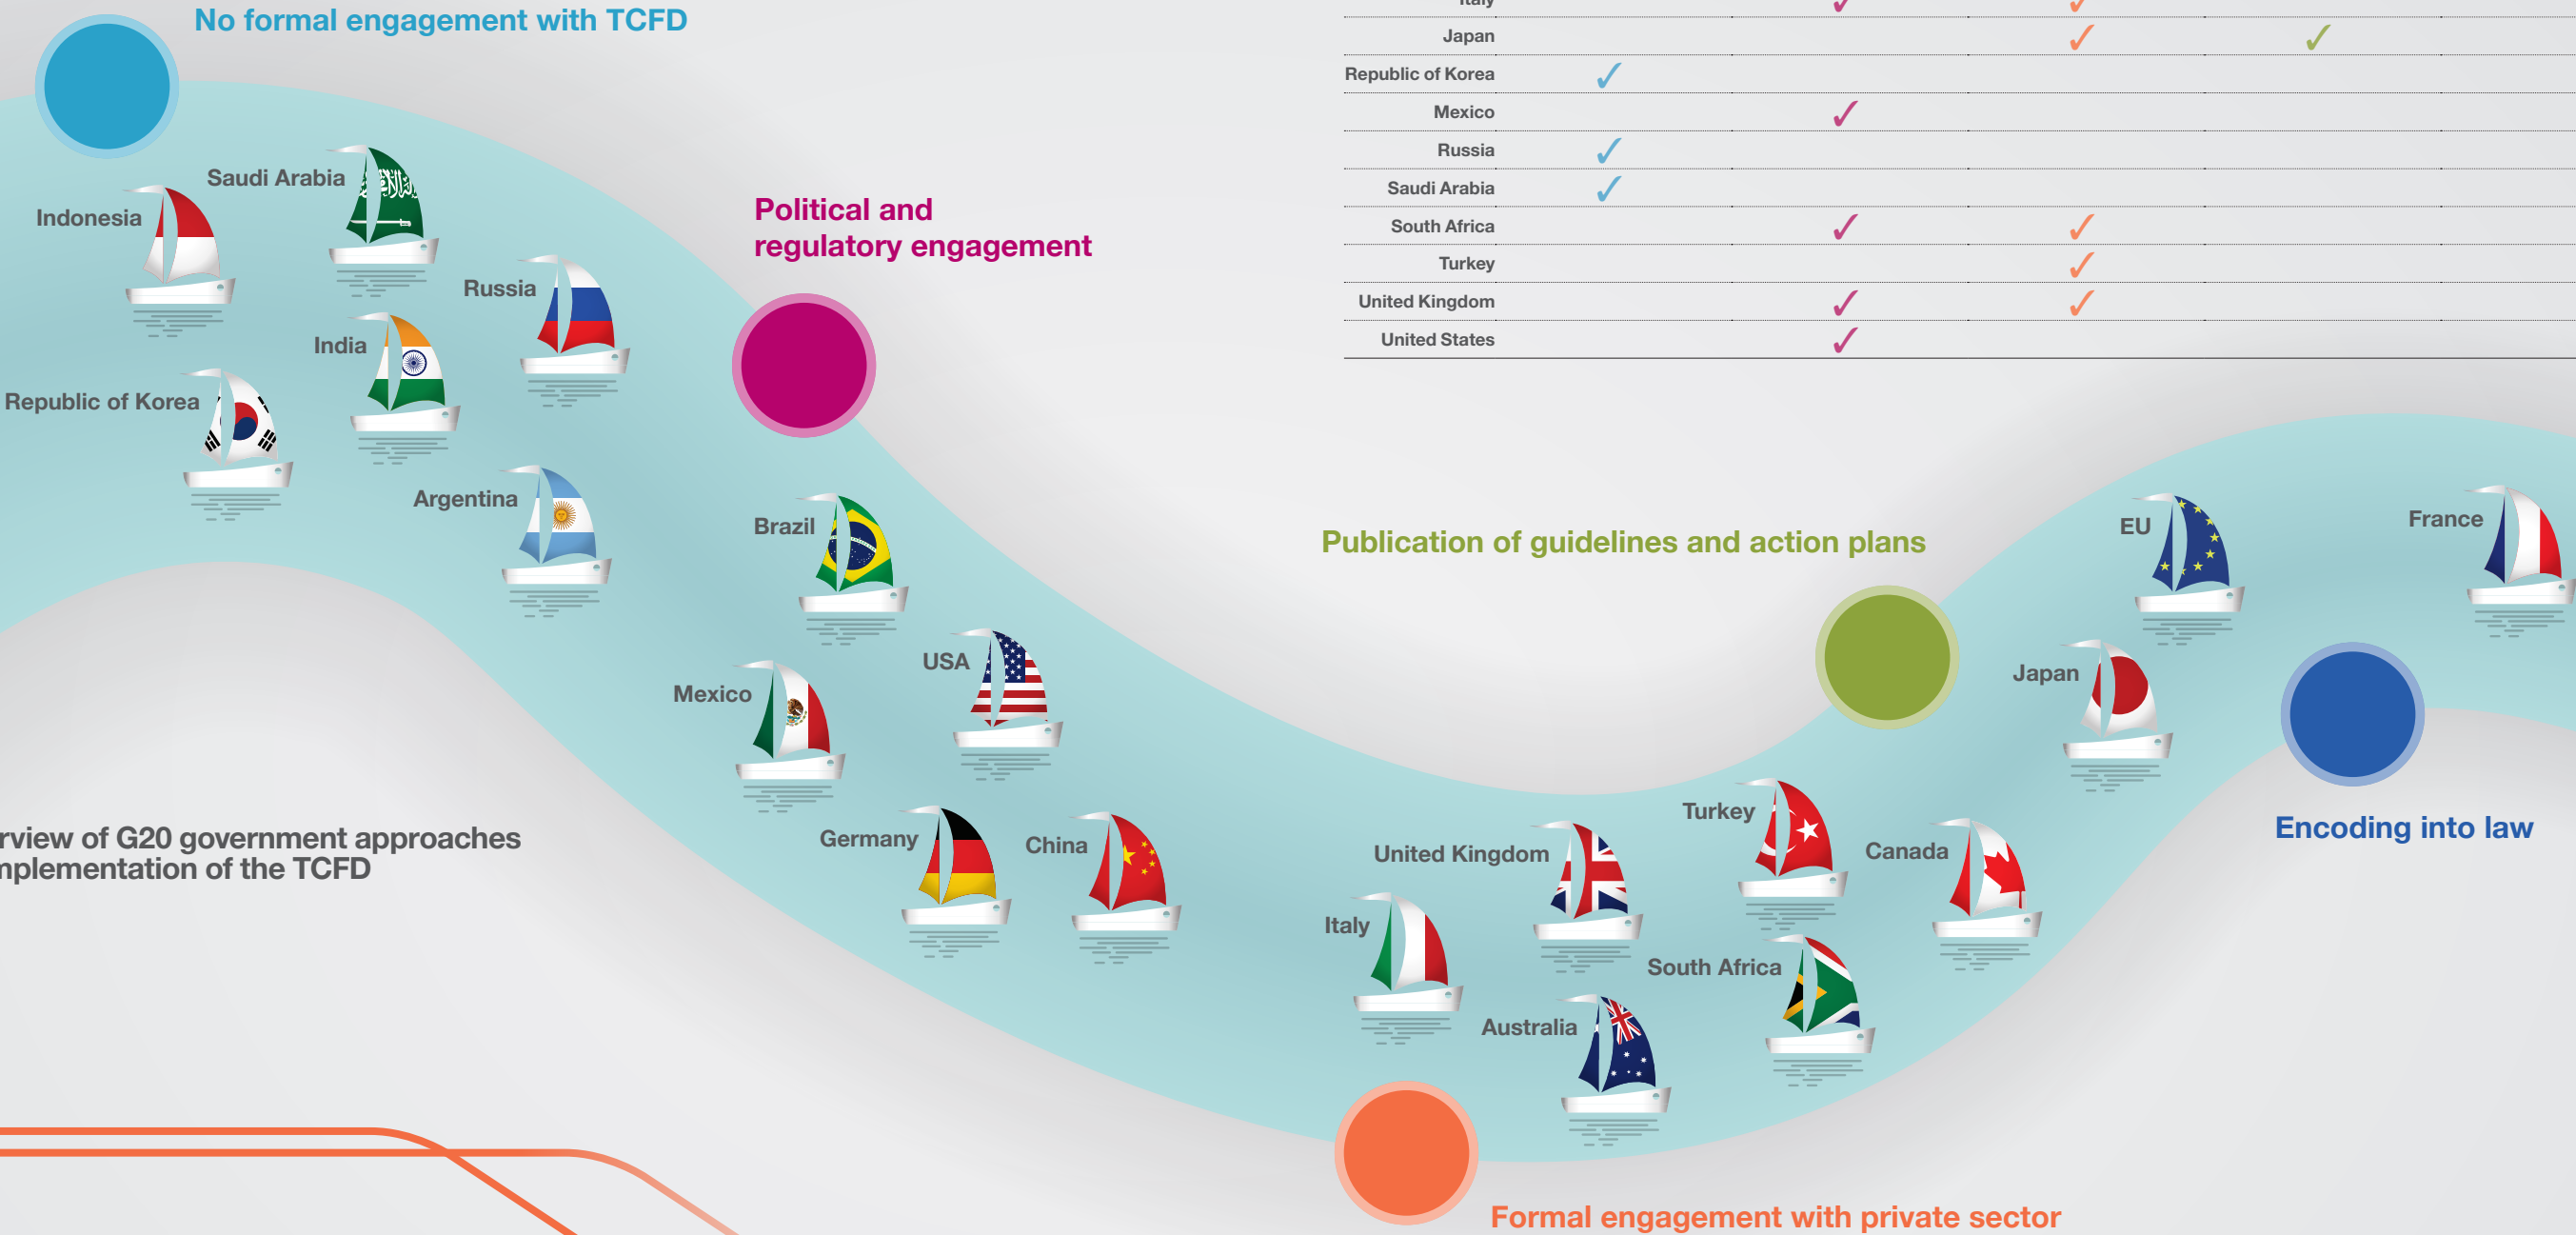 No formal engagement with TCFD
Italy ✓ ✓
Japan ✓ ✓
Republic of Korea ✓
Mexico ✓
Russia ✓
Saudi Arabia ✓
South Africa ✓ ✓
Turkey ✓
United Kingdom ✓ ✓
United States ✓
Saudi Arabia
Indonesia
Russia
India
Republic of Korea
Argentina
Political and
regulatory engagement
Brazil
USA
Mexico
Germany
China
Publication of guidelines and action plans
EU
France
Japan
Turkey
United Kingdom
Canada
Italy
South Africa
Australia
Encoding into law
rview of G20 government approaches
mplementation of the TCFD
Formal engagement with private sector